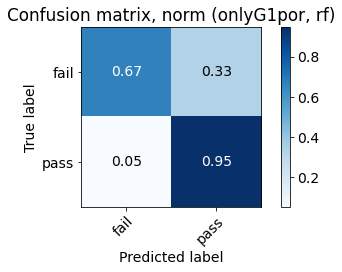 Confusion matrix, norm (onlyG1por, rf)
True label
fail
0.67
0.33
pass
0.05
0.95
fail
pass
Predicted label
0.8
0.6
0.4
0.2